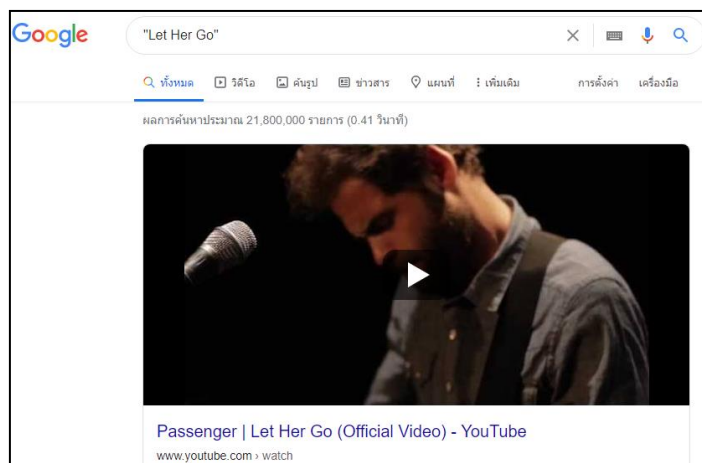 Google "Let Her Go"
ทั้งหมด วิดีโอ ค้นรูป ข่าวสาร แผนที่ เพิ่มเติม การตั้งค่า เครื่องมือ
ผลการค้นหาประมาณ 21,800,000 รายการ (0.41 วินาที)
Passenger | Let Her Go (Official Video) - YouTube
www.youtube.com › watch